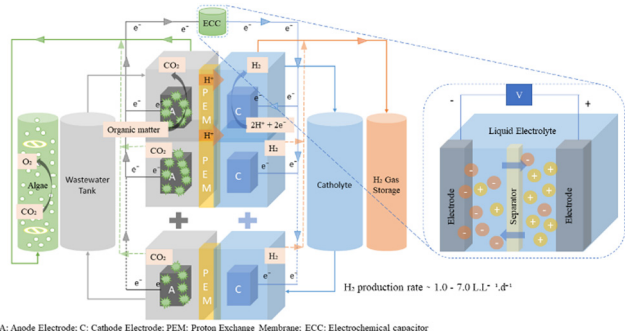 ECC
e⁻ e⁻
e⁻ e⁻
CO₂ H₂
H⁺
A PEM C
e⁻ e⁻
Organic matter
H⁺
2H⁺ + 2e⁻
CO₂ H₂
A PEM C
e⁻ e⁻
CO₂ H₂
A PEM C
e⁻ e⁻ e⁻
O₂
Algae
CO₂
Wastewater
Tank
Catholyte
H₂ Gas
Storage
V
- +
Liquid Electrolyte
Electrode
Separator
Electrode
H₂ production rate - 1.0 - 7.0 L.L⁻¹.d⁻¹
A: Anode Electrode; C: Cathode Electrode; PEM: Proton Exchange Membrane; ECC: Electrochemical capacitor